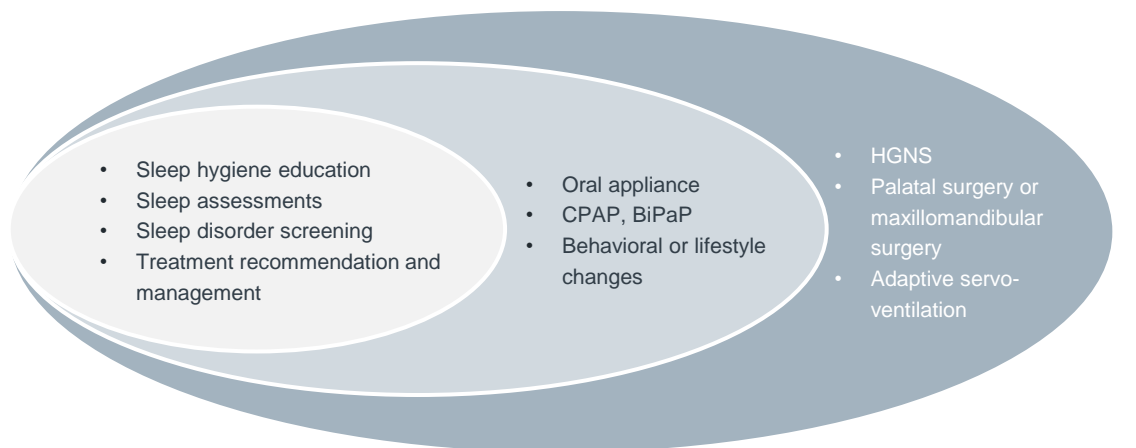 • Sleep hygiene education
• Sleep assessments
• Sleep disorder screening
• Treatment recommendation and
management
• Oral appliance
• CPAP, BiPaP
• Behavioral or lifestyle
changes
• HGNS
• Palatal surgery or
maxillomandibular
surgery
• Adaptive servo-
ventilation